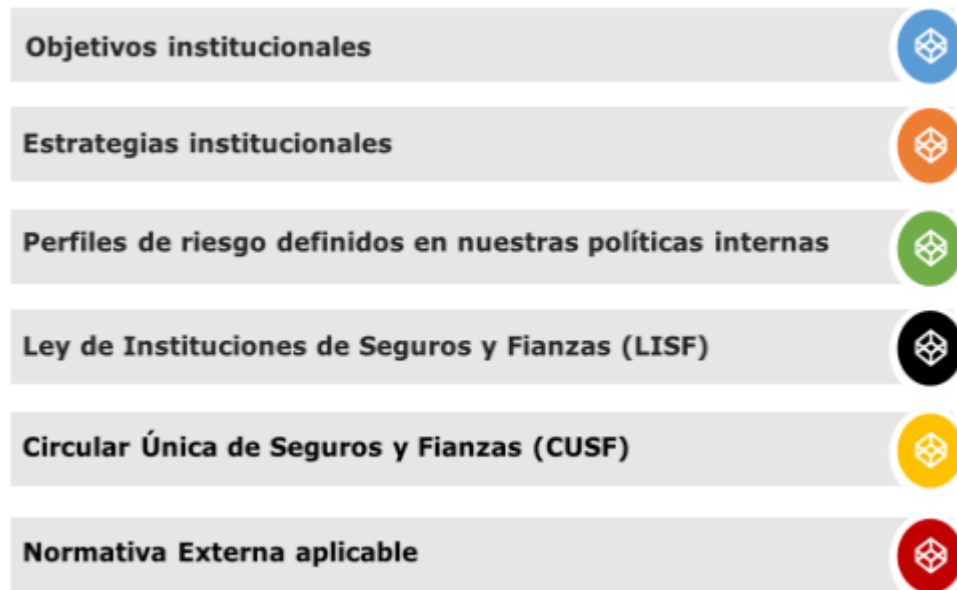 Objetivos institucionales
Estrategias institucionales
Perfiles de riesgo definidos en nuestras políticas internas
Ley de Instituciones de Seguros y Fianzas (LISF)
Circular Única de Seguros y Fianzas (CUSF)
Normativa Externa aplicable